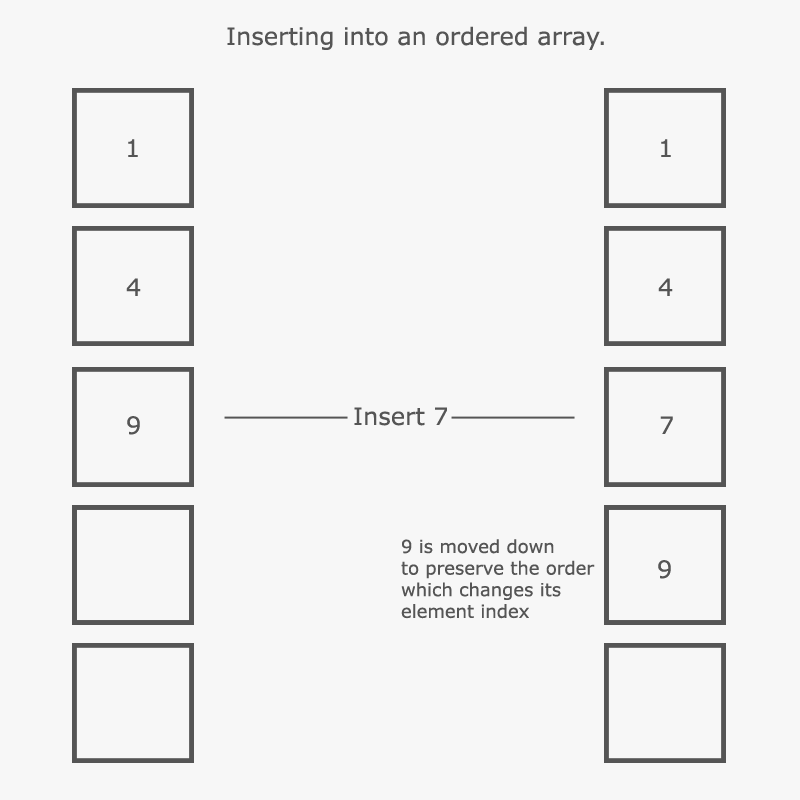 Inserting into an ordered array.
1
1
4
4
9
Insert 7
7
9 is moved down
to preserve the order
which changes its
element index
9